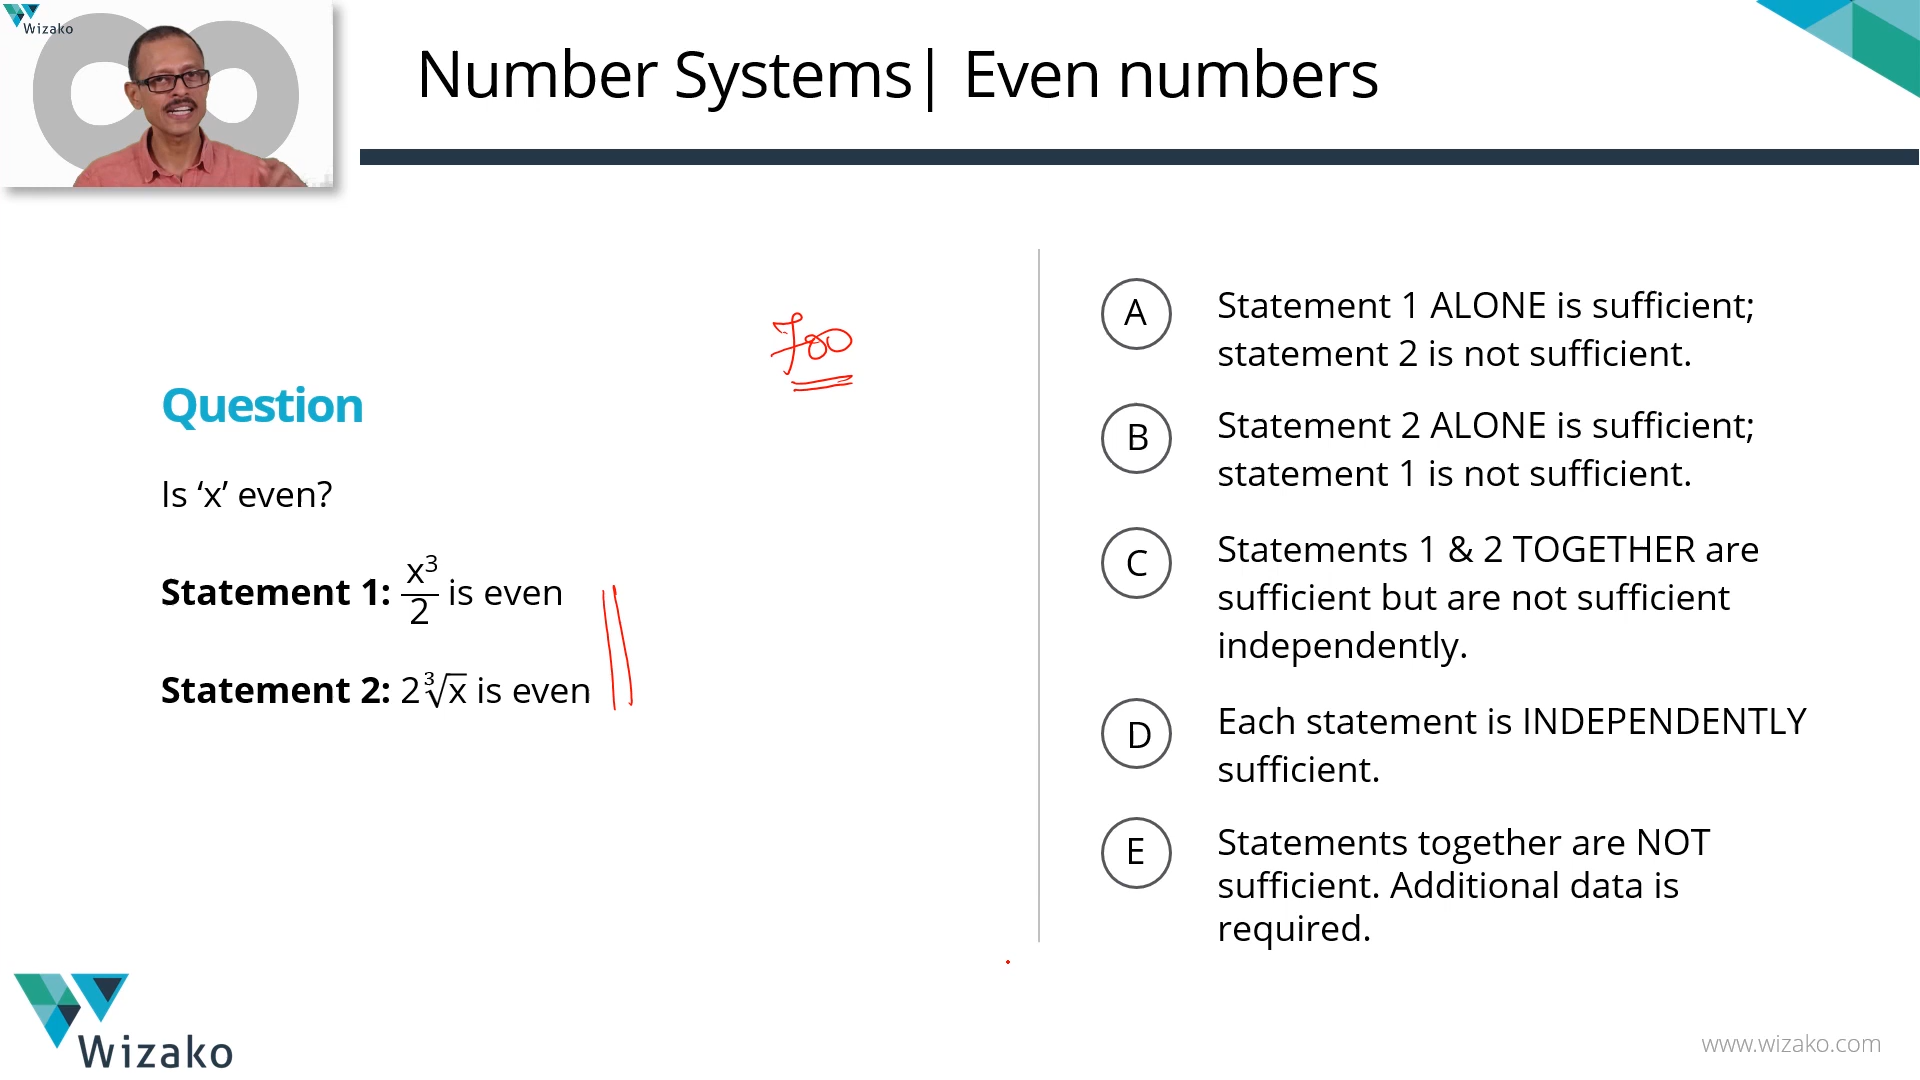 Wizako
Number Systems| Even numbers
700
Question
Is ‘x’ even?
Statement 1: x³/2 is even
Statement 2: 2∛x is even
A
Statement 1 ALONE is sufficient;
statement 2 is not sufficient.
B
Statement 2 ALONE is sufficient;
statement 1 is not sufficient.
C
Statements 1 & 2 TOGETHER are
sufficient but are not sufficient
independently.
D
Each statement is INDEPENDENTLY
sufficient.
E
Statements together are NOT
sufficient. Additional data is
required.
Wizako
www.wizako.com